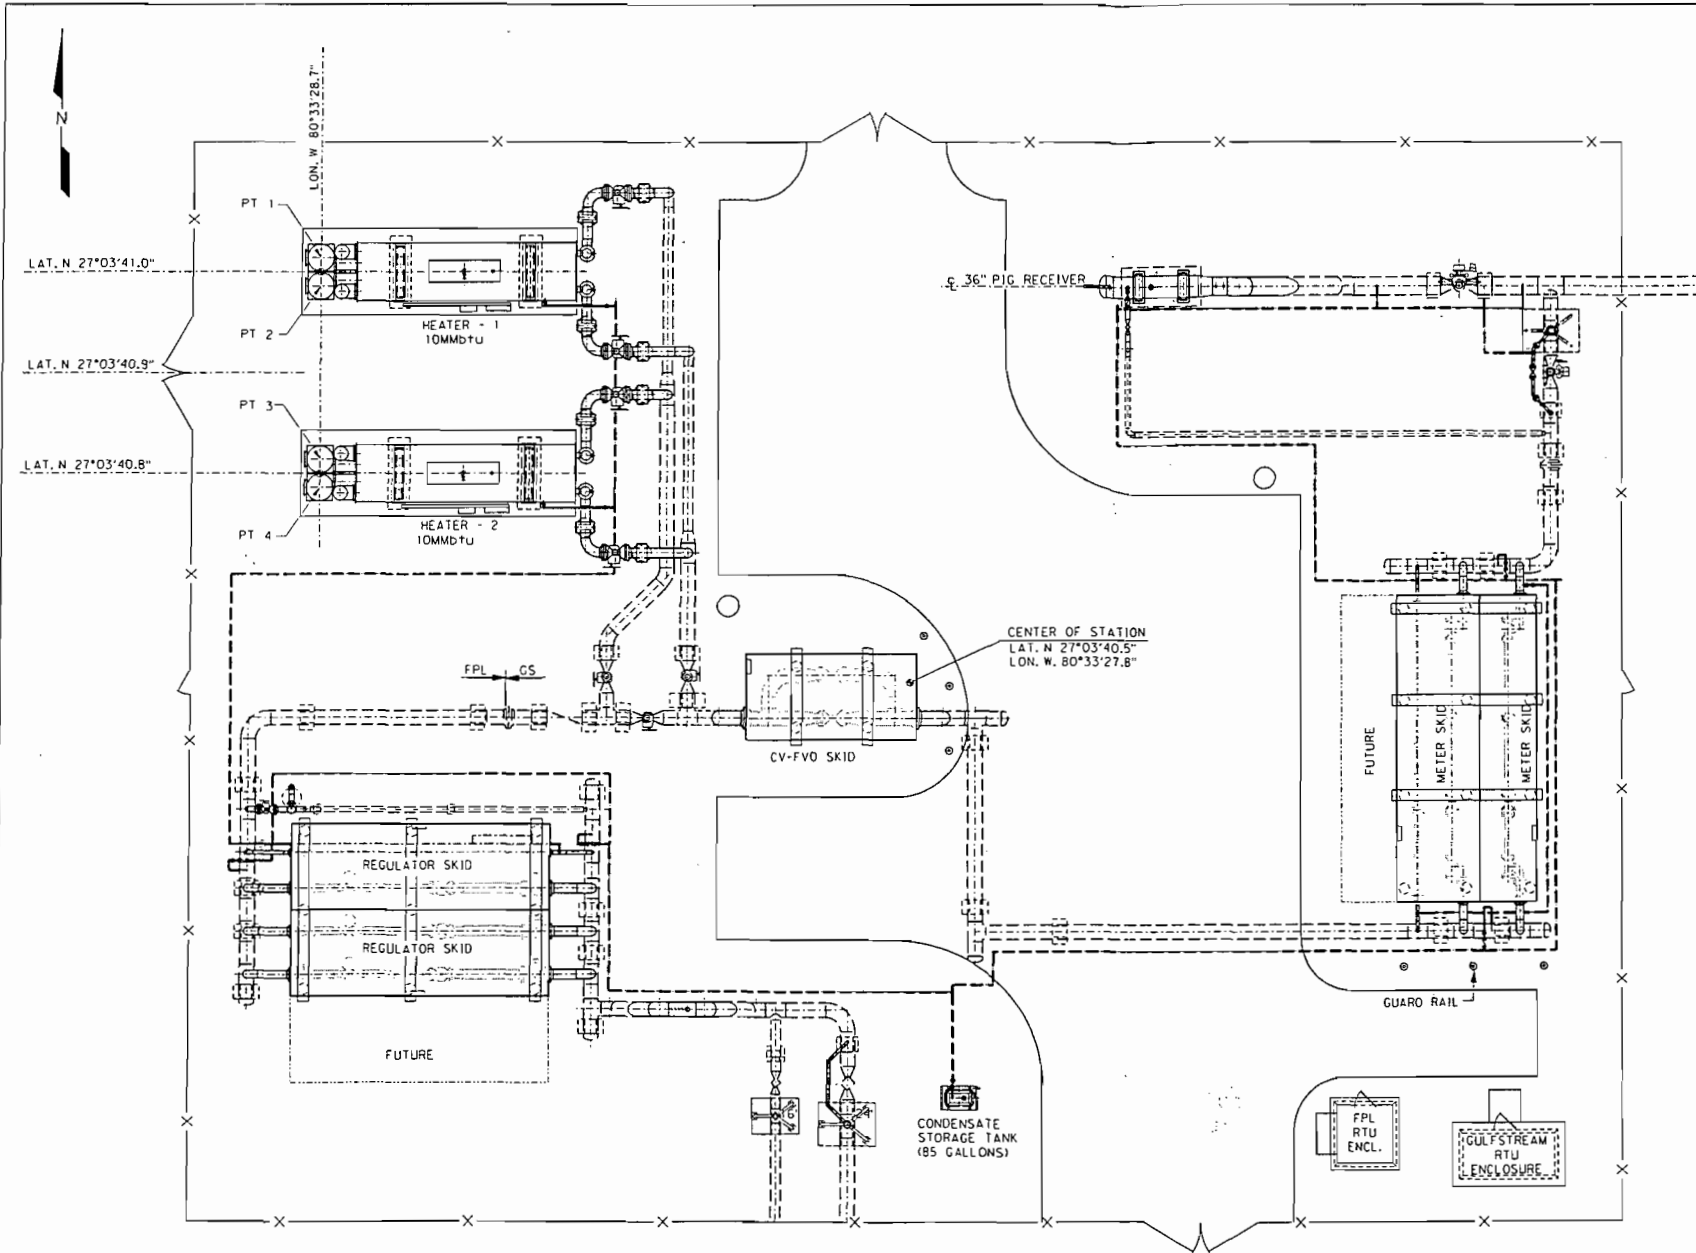 N
LON. W 80°33'28.7"
PT 1
LAT. N 27°03'41.0"
PT 2
HEATER - 1
10MMbtu
LAT. N 27°03'40.9"
PT 3
LAT. N 27°03'40.8"
PT 4
HEATER - 2
10MMbtu
℄ 36" PIG RECEIVER
CENTER OF STATION
LAT. N 27°03'40.5"
LON. W. 80°33'27.8"
FPL
GS
CV-FVO SKID
FUTURE
METER SKID
METER SKID
REGULATOR SKID
REGULATOR SKID
FUTURE
GUARD RAIL
CONDENSATE
STORAGE TANK
(85 GALLONS)
FPL
RTU
ENCL.
GULFSTREAM
RTU
ENCLOSURE